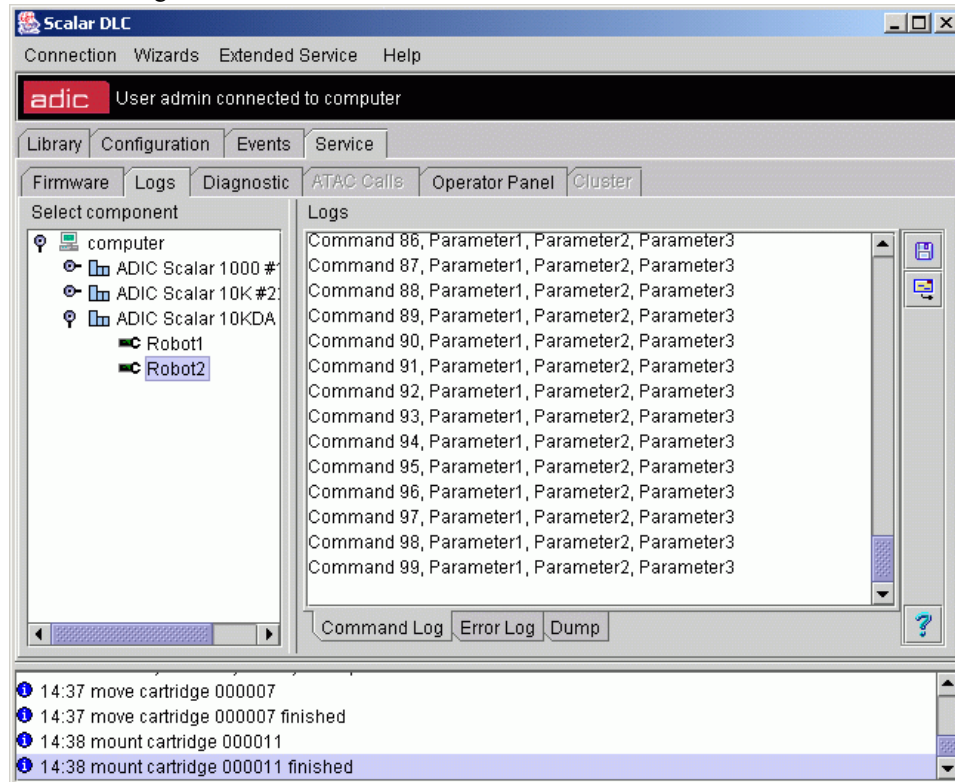 Scalar DLC
Connection Wizards Extended Service Help
adic User admin connected to computer
Library Configuration Events Service
Firmware Logs Diagnostic ATAC Calls Operator Panel Cluster
Select component
computer
ADIC Scalar 1000 #1
ADIC Scalar 10K #2
ADIC Scalar 10KDA
Robot1
Robot2
Logs
Command 86, Parameter1, Parameter2, Parameter3
Command 87, Parameter1, Parameter2, Parameter3
Command 88, Parameter1, Parameter2, Parameter3
Command 89, Parameter1, Parameter2, Parameter3
Command 90, Parameter1, Parameter2, Parameter3
Command 91, Parameter1, Parameter2, Parameter3
Command 92, Parameter1, Parameter2, Parameter3
Command 93, Parameter1, Parameter2, Parameter3
Command 94, Parameter1, Parameter2, Parameter3
Command 95, Parameter1, Parameter2, Parameter3
Command 96, Parameter1, Parameter2, Parameter3
Command 97, Parameter1, Parameter2, Parameter3
Command 98, Parameter1, Parameter2, Parameter3
Command 99, Parameter1, Parameter2, Parameter3
Command Log Error Log Dump
14:37 move cartridge 000007
14:37 move cartridge 000007 finished
14:38 mount cartridge 000011
14:38 mount cartridge 000011 finished